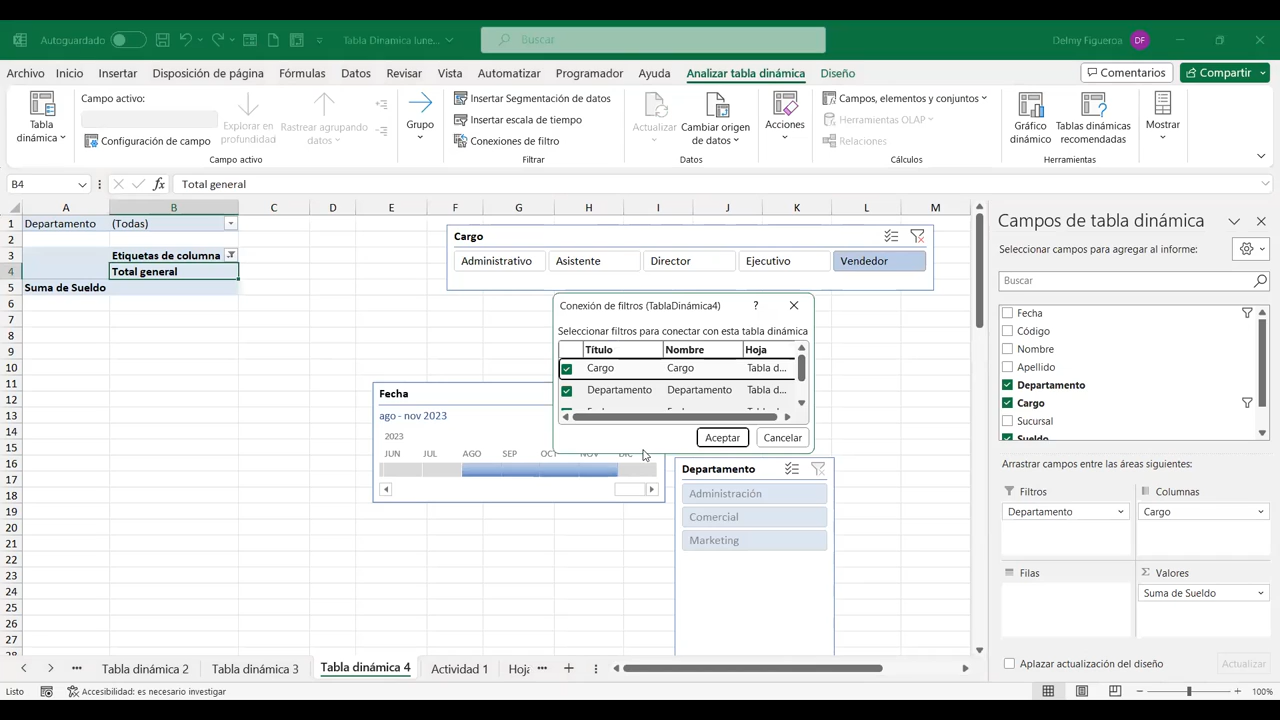 Autoguardado
Tabla Dinamica lune...
Buscar
Delmy Figueroa
DF
Archivo
Inicio
Insertar
Disposición de página
Fórmulas
Datos
Revisar
Vista
Automatizar
Programador
Ayuda
Analizar tabla dinámica
Diseño
Comentarios
Compartir
Tabla
dinámica
Campo activo:
Configuración de campo
Explorar en
profundidad
Rastrear agrupando
datos
Campo activo
Grupo
Insertar Segmentación de datos
Insertar escala de tiempo
Conexiones de filtro
Filtrar
Actualizar
Cambiar origen
de datos
Datos
Acciones
Campos, elementos y conjuntos
Herramientas OLAP
Relaciones
Cálculos
Gráfico
dinámico
Tablas dinámicas
recomendadas
Herramientas
Mostrar
B4
fx
Total general
A B C D E F G H I J K L M
1 Departamento (Todas)
2
3 Etiquetas de columna
4 Total general
5 Suma de Sueldo
6
7
8
9
10
11
12
13
14
15
16
17
18
19
20
21
22
23
24
25
26
27
28
Cargo
Administrativo
Asistente
Director
Ejecutivo
Vendedor
Conexión de filtros (TablaDinámica4)
?
Seleccionar filtros para conectar con esta tabla dinámica
Título Nombre Hoja
Cargo Cargo Tabla d...
Departamento Departamento Tabla d...
Aceptar
Cancelar
Fecha
ago - nov 2023
2023
JUN JUL AGO SEP OCT NOV DIC
Departamento
Administración
Comercial
Marketing
Campos de tabla dinámica
Seleccionar campos para agregar al informe:
Buscar
Fecha
Código
Nombre
Apellido
Departamento
Cargo
Sucursal
Sueldo
Arrastrar campos entre las áreas siguientes:
Filtros
Departamento
Columnas
Cargo
Filas
Σ Valores
Suma de Sueldo
Aplazar actualización del diseño
Actualizar
Tabla dinámica 2
Tabla dinámica 3
Tabla dinámica 4
Actividad 1
Listo
Accesibilidad: es necesario investigar
100%